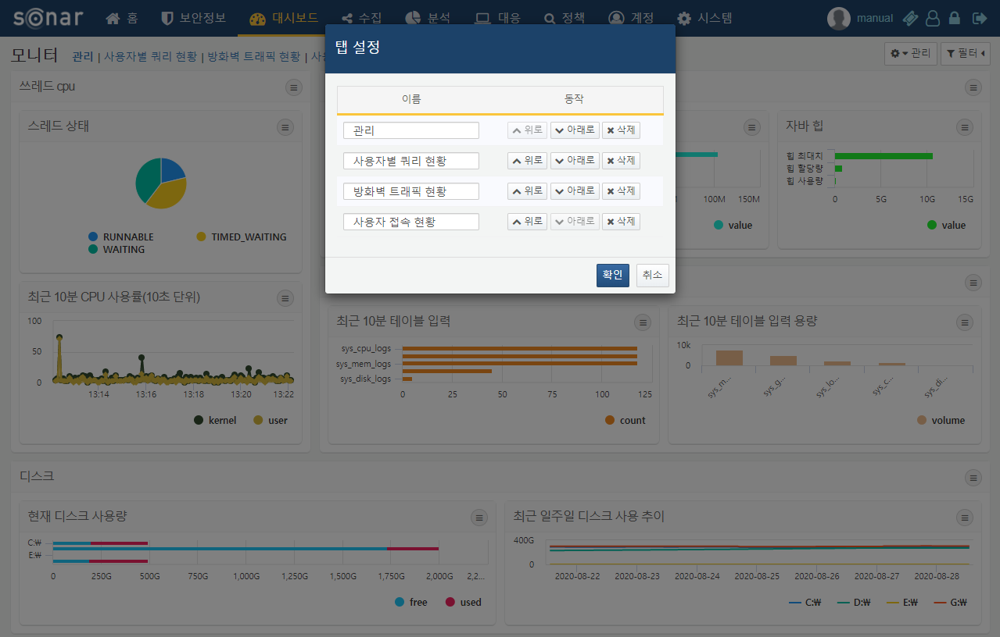 sonar 홈 보안정보 대시보드 수집 분석 대응 정책 계정 시스템 manual
모니터 관리 | 사용자별 쿼리 현황 | 방화벽 트래픽 현황 | 사용
관리 필터
탭 설정
이름 동작
관리 위로 아래로 삭제
사용자별 쿼리 현황 위로 아래로 삭제
방화벽 트래픽 현황 위로 아래로 삭제
사용자 접속 현황 위로 아래로 삭제
확인 취소
쓰레드 cpu
스레드 상태
RUNNABLE TIMED_WAITING
WAITING
100M 150M
value
자바 힙
힙 최대치
힙 할당량
힙 사용량
0 5G 10G 15G
value
최근 10분 CPU 사용률(10초 단위)
100
50
0
13:14 13:16 13:18 13:20 13:22
kernel user
최근 10분 테이블 입력
sys_cpu_logs
sys_mem_logs
sys_disk_logs
0 25 50 75 100 125
count
최근 10분 테이블 입력 용량
10k
0
sys_m... sys_g... sys_lo... sys_c... sys_di...
volume
디스크
현재 디스크 사용량
C:₩
E:₩
0 250G 500G 750G 1,000G 1,250G 1,500G 1,750G 2,000G 2,2...
free used
최근 일주일 디스크 사용 추이
400G
0
2020-08-22 2020-08-23 2020-08-24 2020-08-25 2020-08-26 2020-08-27 2020-08-28
C:₩ D:₩ E:₩ G:₩